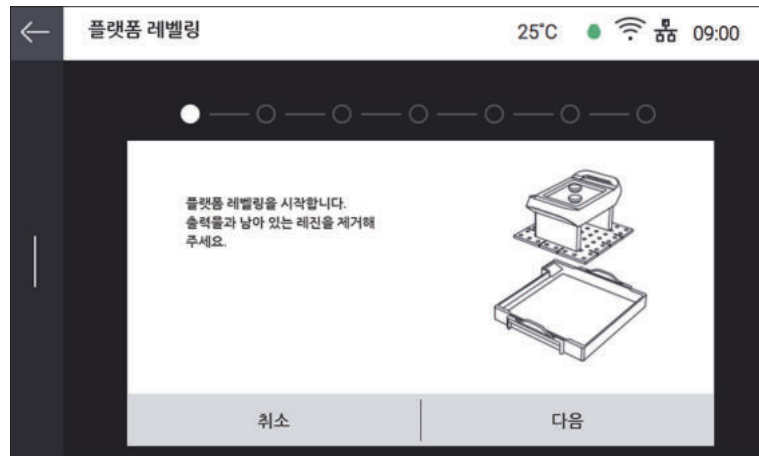 플랫폼 레벨링
25°C
09:00
플랫폼 레벨링을 시작합니다.
출력물과 남아 있는 레진을 제거해
주세요.
취소
다음